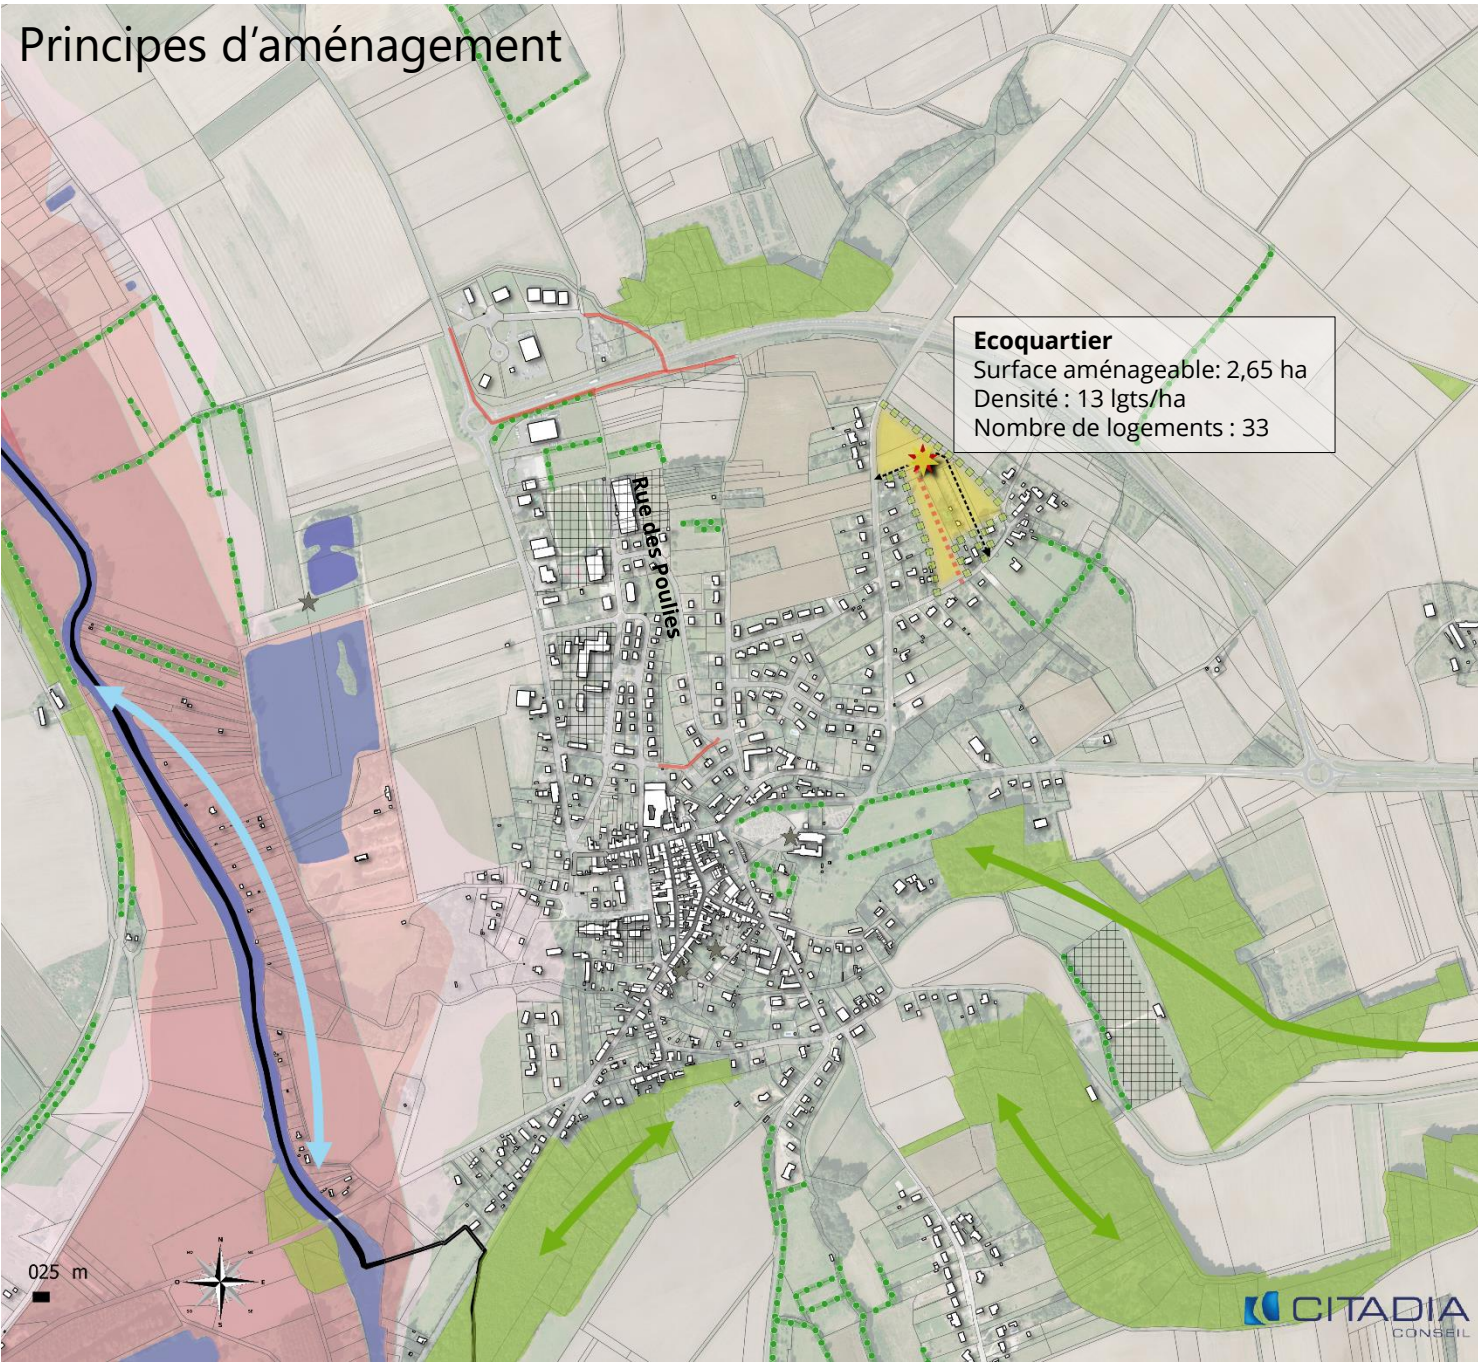 Principes d'aménagement
Ecoquartier
Surface aménageable: 2,65 ha
Densité : 13 lgts/ha
Nombre de logements : 33
Rue des Poulies
025 m
N
O
E
S
CITADIA
CONSEIL